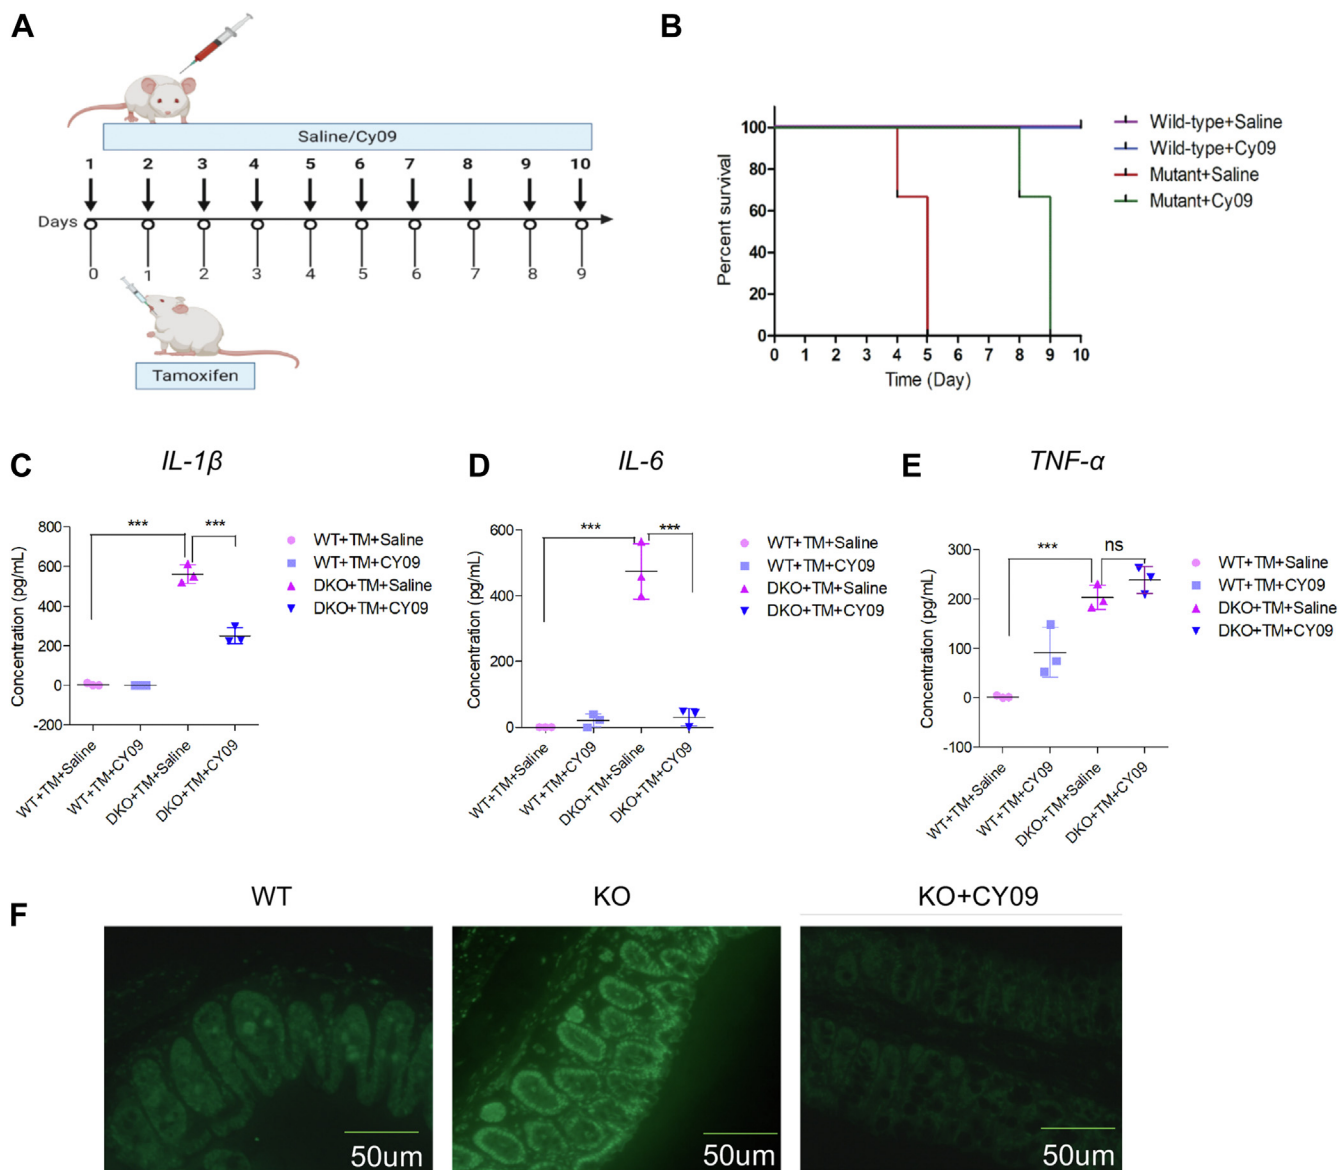 A
Saline/Cy09
1 2 3 4 5 6 7 8 9 10
Days
0 1 2 3 4 5 6 7 8 9
Tamoxifen
B
Percent survival
100
80
60
40
20
0
0 1 2 3 4 5 6 7 8 9 10
Time (Day)
Wild-type+Saline
Wild-type+Cy09
Mutant+Saline
Mutant+Cy09
C
IL-1β
Concentration (pg/mL)
800
600
400
200
0
-200
*** ***
WT+TM+Saline
WT+TM+CY09
DKO+TM+Saline
DKO+TM+CY09
WT+TM+Saline
WT+TM+CY09
DKO+TM+Saline
DKO+TM+CY09
D
IL-6
Concentration (pg/mL)
600
400
200
0
*** ***
WT+TM+Saline
WT+TM+CY09
DKO+TM+Saline
DKO+TM+CY09
WT+TM+Saline
WT+TM+CY09
DKO+TM+Saline
DKO+TM+CY09
E
TNF-α
Concentration (pg/mL)
300
200
100
0
-100
*** ns
WT+TM+Saline
WT+TM+CY09
DKO+TM+Saline
DKO+TM+CY09
WT+TM+Saline
WT+TM+CY09
DKO+TM+Saline
DKO+TM+CY09
F
WT
KO
KO+CY09
50um
50um
50um